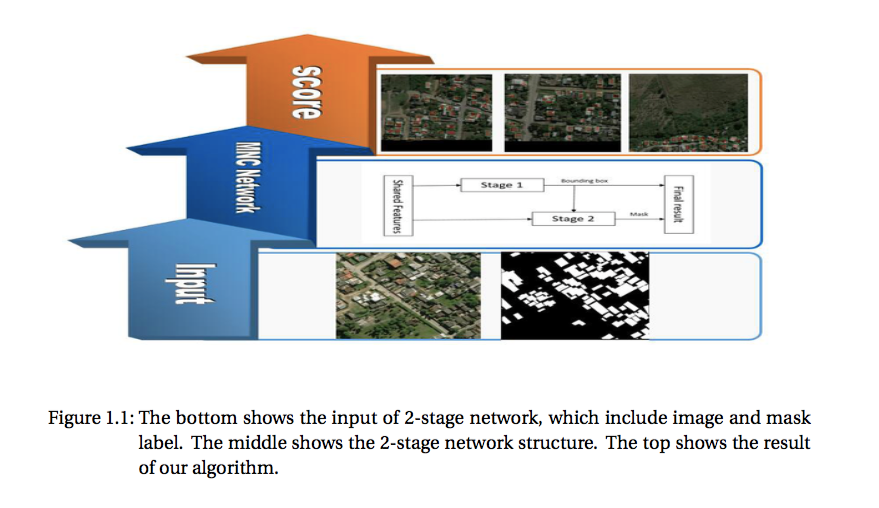 score
MNC Network
Shared Features
Stage 1
Bounding box
Stage 2
Mask
Final result
Input
Figure 1.1: The bottom shows the input of 2-stage network, which include image and mask
label. The middle shows the 2-stage network structure. The top shows the result
of our algorithm.